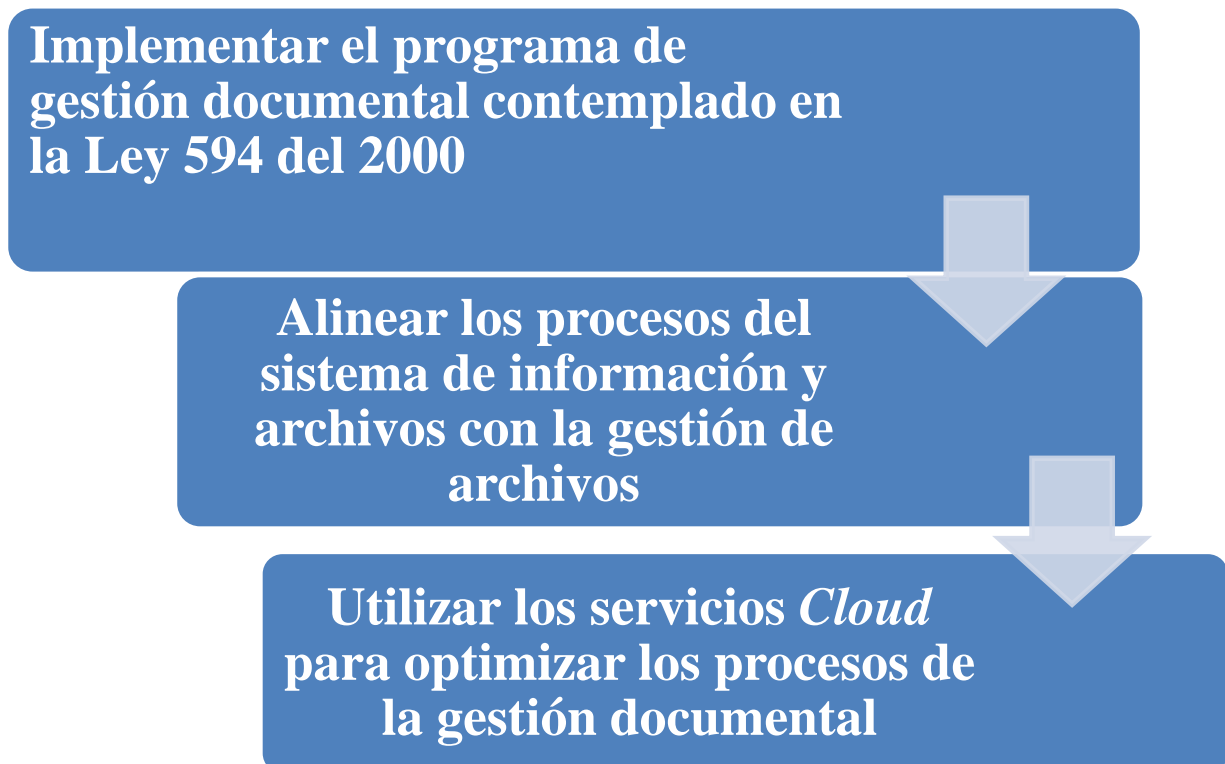 Implementar el programa de
gestión documental contemplado en
la Ley 594 del 2000
Alinear los procesos del
sistema de información y
archivos con la gestión de
archivos
Utilizar los servicios Cloud
para optimizar los procesos de
la gestión documental